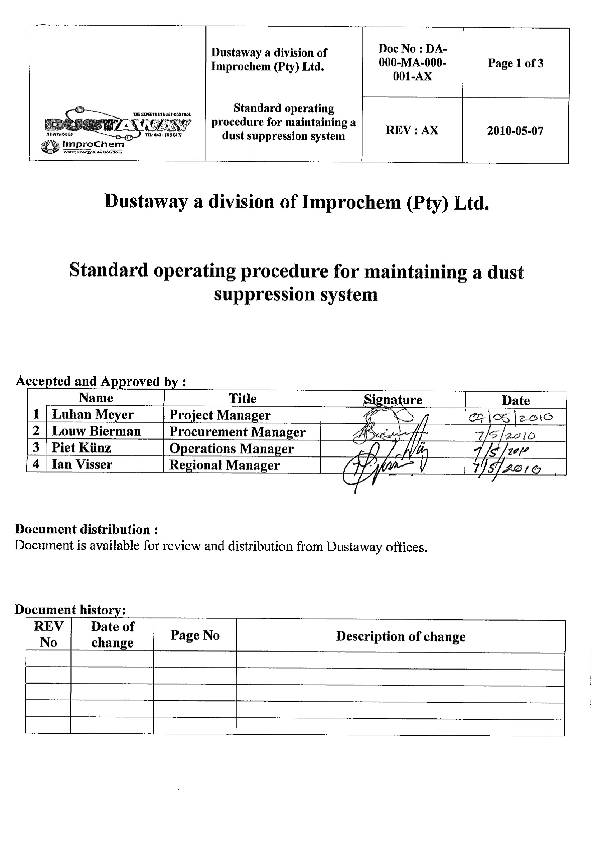 DUSTAWAY
ImproChem
Dustaway a division of
Improchem (Pty) Ltd.
Standard operating
procedure for maintaining a
dust suppression system
Doc No : DA-
000-MA-000-
001-AX
Page 1 of 3
REV : AX
2010-05-07
Dustaway a division of Improchem (Pty) Ltd.
Standard operating procedure for maintaining a dust
suppression system
Accepted and Approved by :
Name Title Signature Date
1 Luhan Meyer Project Manager 07/05/2010
2 Louw Bierman Procurement Manager 7/5/2010
3 Piet Künz Operations Manager 7/5/2010
4 Ian Visser Regional Manager 7/5/2010
Document distribution :
Document is available for review and distribution from Dustaway offices.
Document history:
REV No Date of change Page No Description of change